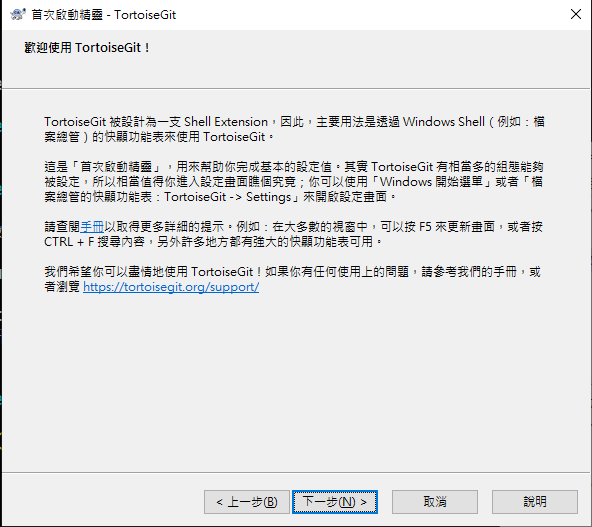 首次啟動精靈 - TortoiseGit
歡迎使用 TortoiseGit！
TortoiseGit 被設計為一支 Shell Extension，因此，主要用法是透過 Windows Shell（例如：檔
案總管）的快顯功能表來使用 TortoiseGit。
這是「首次啟動精靈」，用來幫助你完成基本的設定值。其實 TortoiseGit 有相當多的組態能夠
被設定，所以相當值得你進入設定畫面瞧個究竟；你可以使用「Windows 開始選單」或者「檔
案總管的快顯功能表：TortoiseGit -> Settings」來開啟設定畫面。
請查閱手冊以取得更多詳細的提示。例如：在大多數的視窗中，可以按 F5 來更新畫面，或者按
CTRL + F 搜尋內容，另外許多地方都有強大的快顯功能表可用。
我們希望你可以盡情地使用 TortoiseGit！如果你有任何使用上的問題，請參考我們的手冊，或
者瀏覽 https://tortoisegit.org/support/
< 上一步(B)
下一步(N) >
取消
說明